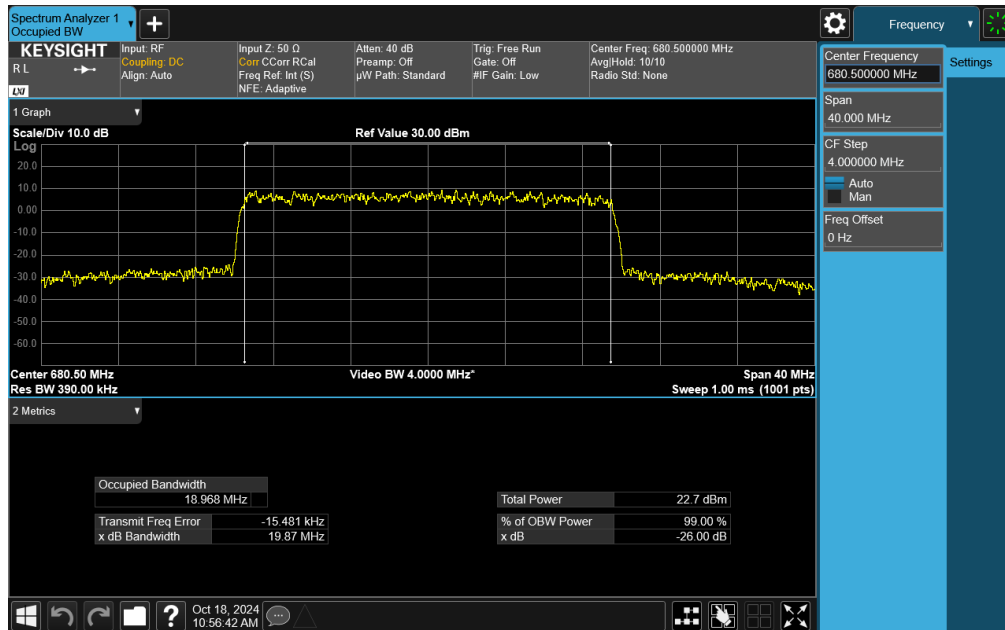 Spectrum Analyzer 1
Occupied BW
+
Frequency
KEYSIGHT
R L
LXI
Input: RF
Coupling: DC
Align: Auto
Input Z: 50 Ω
Corr CCorr RCal
Freq Ref: Int (S)
NFE: Adaptive
Atten: 40 dB
Preamp: Off
µW Path: Standard
Trig: Free Run
Gate: Off
#IF Gain: Low
Center Freq: 680.500000 MHz
Avg|Hold: 10/10
Radio Std: None
Center Frequency
680.500000 MHz
Settings
Span
40.000 MHz
CF Step
4.000000 MHz
Auto
Man
Freq Offset
0 Hz
1 Graph
Scale/Div 10.0 dB
Ref Value 30.00 dBm
Log
20.0
10.0
0.00
-10.0
-20.0
-30.0
-40.0
-50.0
-60.0
Center 680.50 MHz
Video BW 4.0000 MHz*
Span 40 MHz
Res BW 390.00 kHz
Sweep 1.00 ms (1001 pts)
2 Metrics
Occupied Bandwidth
18.968 MHz
Transmit Freq Error -15.481 kHz
x dB Bandwidth 19.87 MHz
Total Power 22.7 dBm
% of OBW Power 99.00 %
x dB -26.00 dB
?
Oct 18, 2024
10:56:42 AM